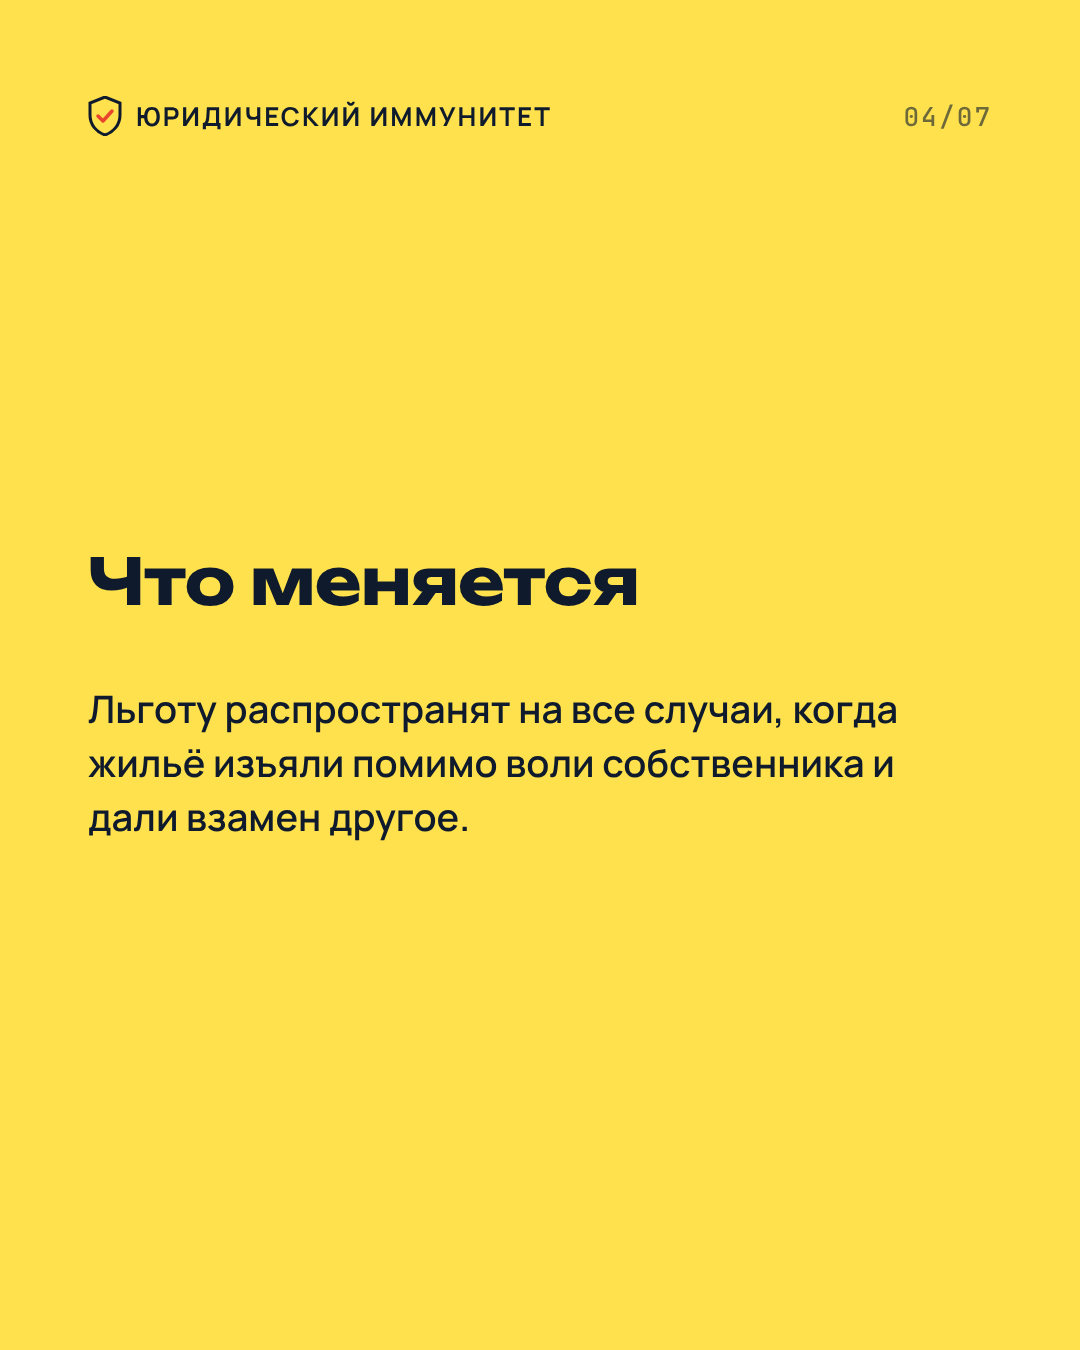 ЮРИДИЧЕСКИЙ ИММУНИТЕТ
04/07
Что меняется
Льготу распространят на все случаи, когда
жильё изъяли помимо воли собственника и
дали взамен другое.